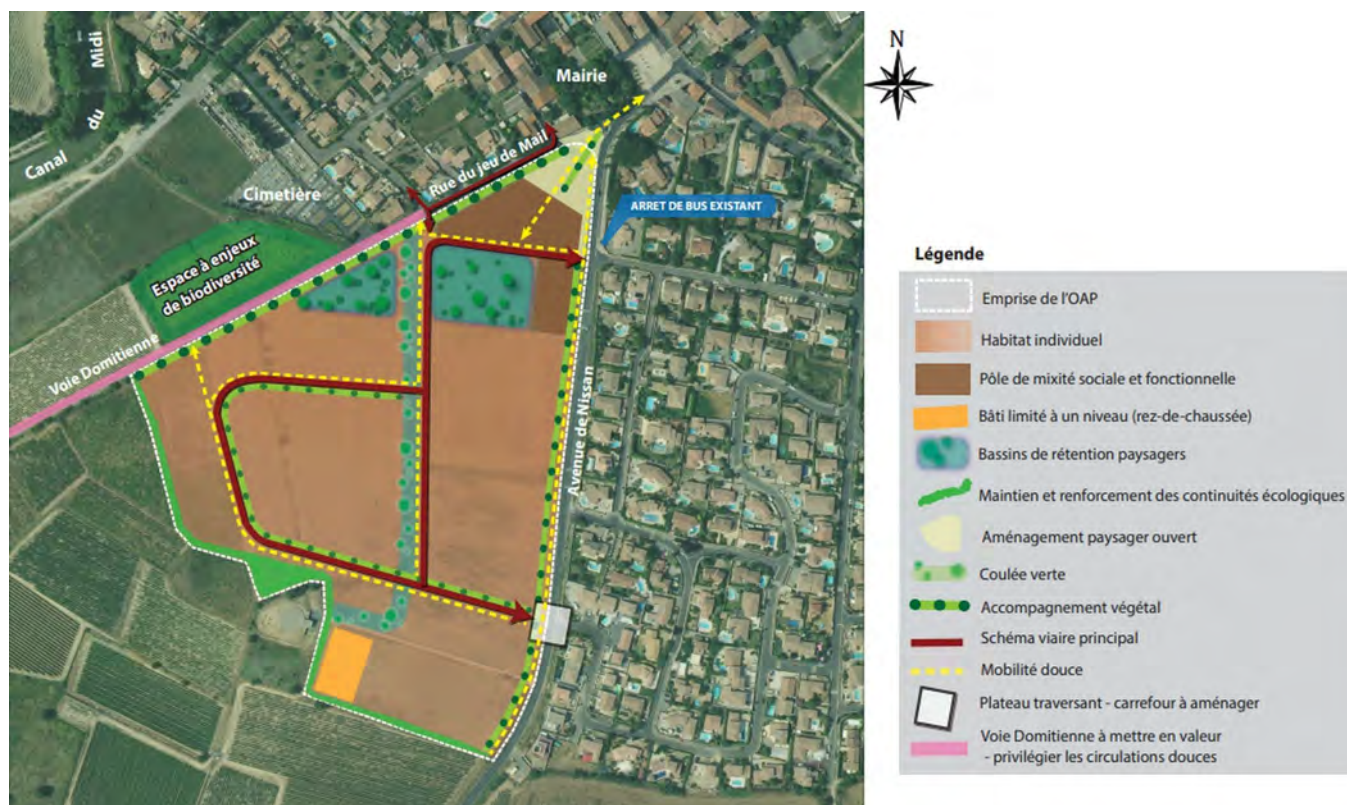 Canal
du
Midi
Mairie
Rue du jeu de Mail
Cimetière
ARRET DE BUS EXISTANT
Espace à enjeux
de biodiversité
Voie Domitienne
Avenue de Nissan
N
Légende
Emprise de l'OAP
Habitat individuel
Pôle de mixité sociale et fonctionnelle
Bâti limité à un niveau (rez-de-chaussée)
Bassins de rétention paysagers
Maintien et renforcement des continuités écologiques
Aménagement paysager ouvert
Coulée verte
Accompagnement végétal
Schéma viaire principal
Mobilité douce
Plateau traversant - carrefour à aménager
Voie Domitienne à mettre en valeur
- privilégier les circulations douces